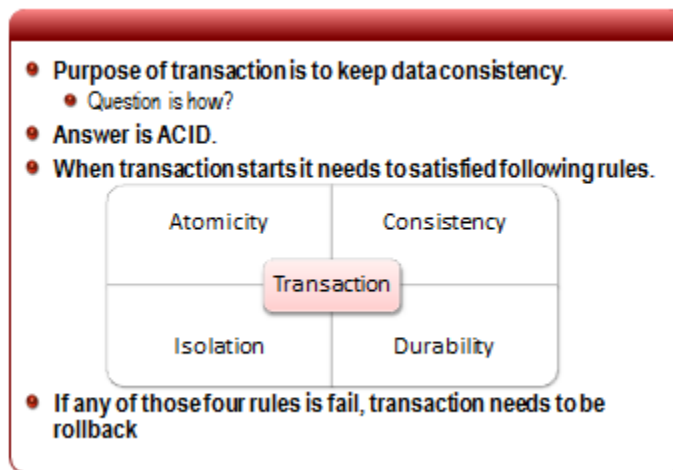 Purpose of transaction is to keep data consistency.
Question is how?
Answer is ACID.
When transaction starts it needs to satisfied following rules.
Atomicity
Consistency
Transaction
Isolation
Durability
If any of those four rules is fail, transaction needs to be
rollback